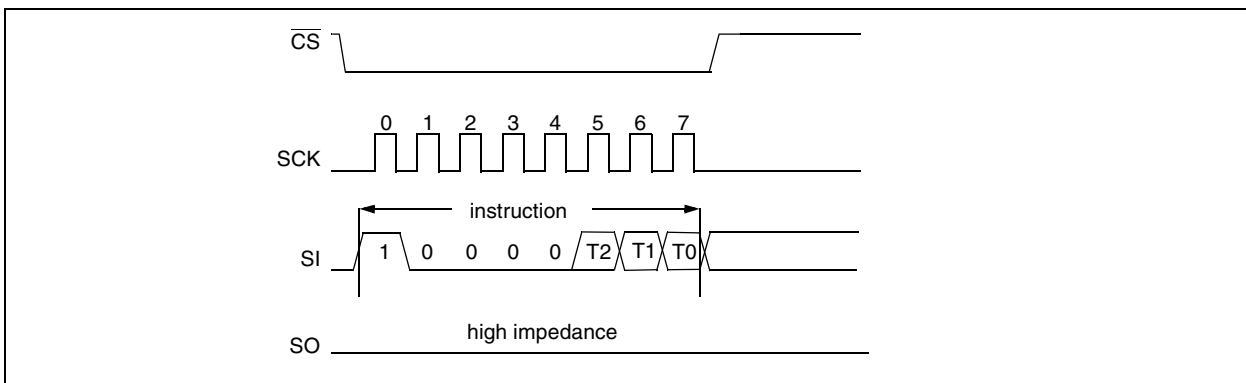 CS
0 1 2 3 4 5 6 7
SCK
instruction
SI 1 0 0 0 0 T2 T1 T0
high impedance
SO